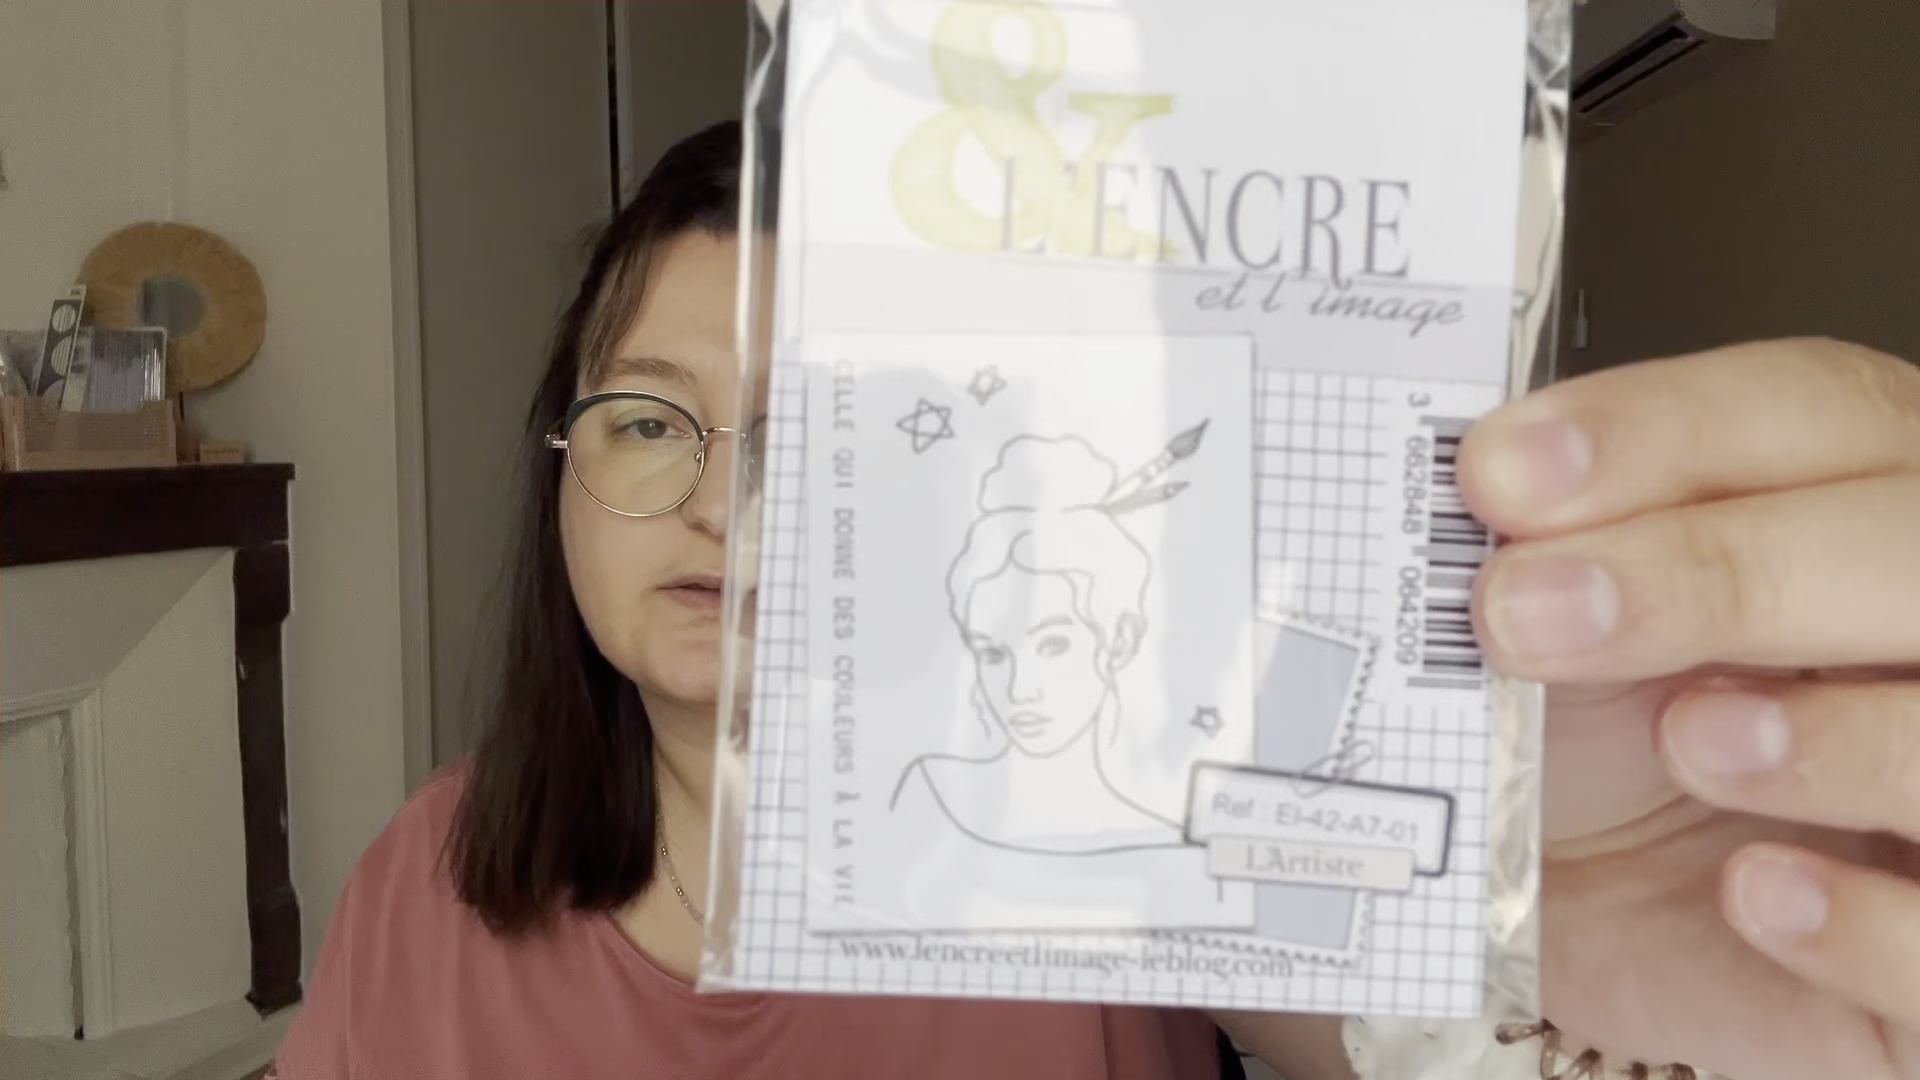 &
L'ENCRE
et l'image
CELLE QUI DONNE DES COULEURS À LA VIE
3 662848 064209
Ref : EI-42-A7-01
L'Artiste
www.lencreetlimage-leblog.com